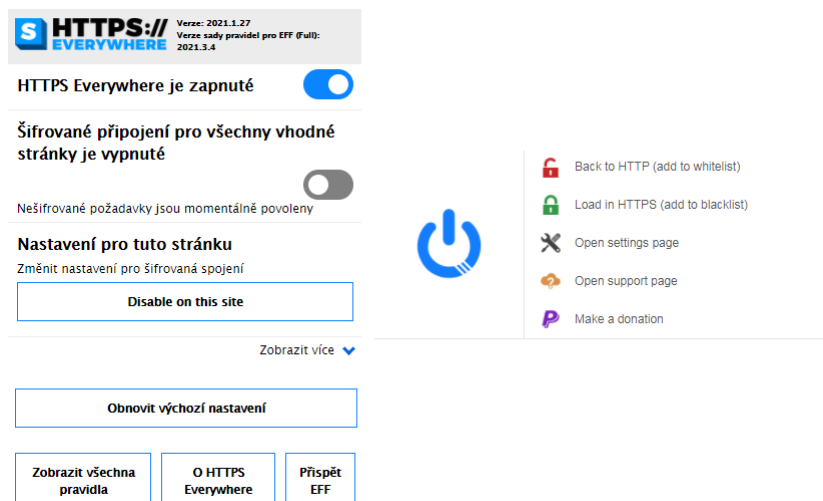 S HTTPS://
EVERYWHERE
Verze: 2021.1.27
Verze sady pravidel pro EFF (Full):
2021.3.4
HTTPS Everywhere je zapnuté
Šifrované připojení pro všechny vhodné
stránky je vypnuté
Nešifrované požadavky jsou momentálně povoleny
Nastavení pro tuto stránku
Změnit nastavení pro šifrovaná spojení
Disable on this site
Zobrazit více
Obnovit výchozí nastavení
Zobrazit všechna
pravidla
O HTTPS
Everywhere
Přispět
EFF
Back to HTTP (add to whitelist)
Load in HTTPS (add to blacklist)
Open settings page
Open support page
Make a donation